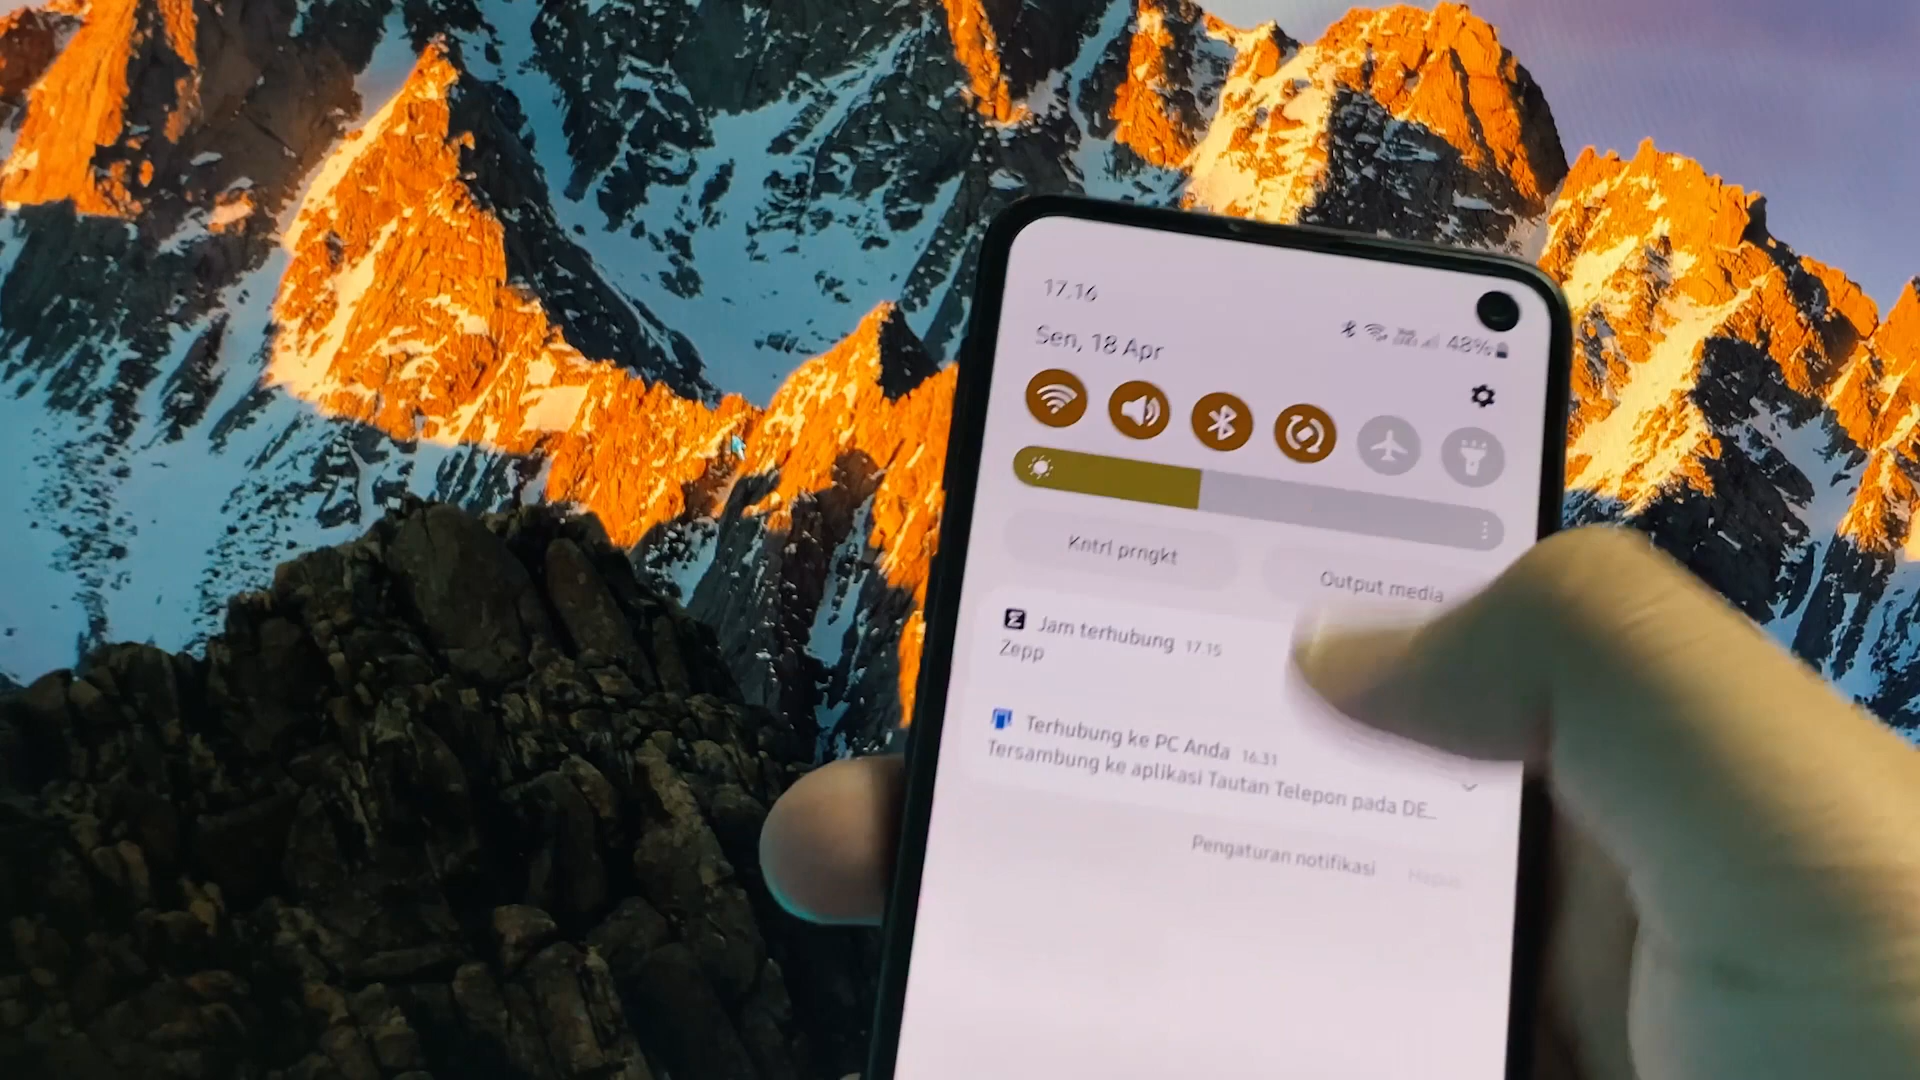 17.16
Sen, 18 Apr
48%
Kntrl prngkt
Output media
Jam terhubung 17.15
Zepp
Terhubung ke PC Anda 16.31
Tersambung ke aplikasi Tautan Telepon pada DE...
Pengaturan notifikasi
Hapus